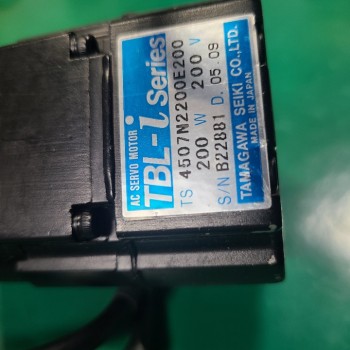 AC SERVO MOTOR
TBL-i Series
TS 4507N2200E200
200 W 200 V
S/N B22881 D. 05.09
TAMAGAWA SEIKI CO.,LTD.
MADE IN JAPAN